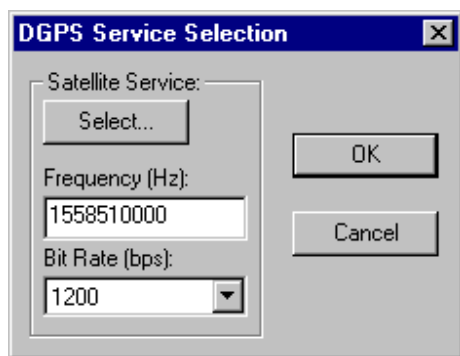 DGPS Service Selection
Satellite Service:
Select...
OK
Frequency (Hz):
1558510000
Cancel
Bit Rate (bps):
1200